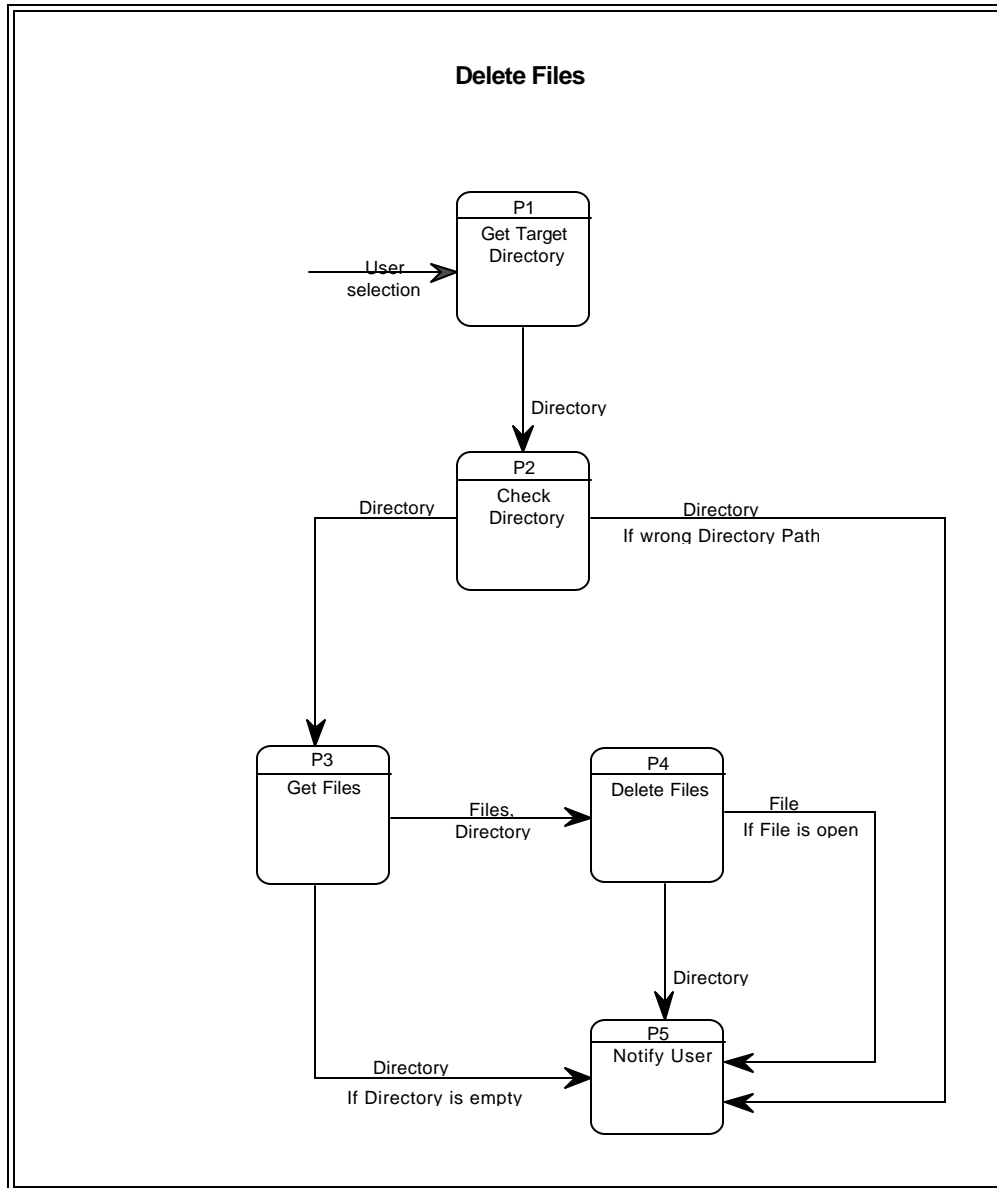 Delete Files
P1
Get Target
Directory
User
selection
Directory
P2
Check
Directory
Directory
Directory
If wrong Directory Path
P3
Get Files
P4
Delete Files
Files,
Directory
File
If File is open
Directory
P5
Notify User
Directory
If Directory is empty